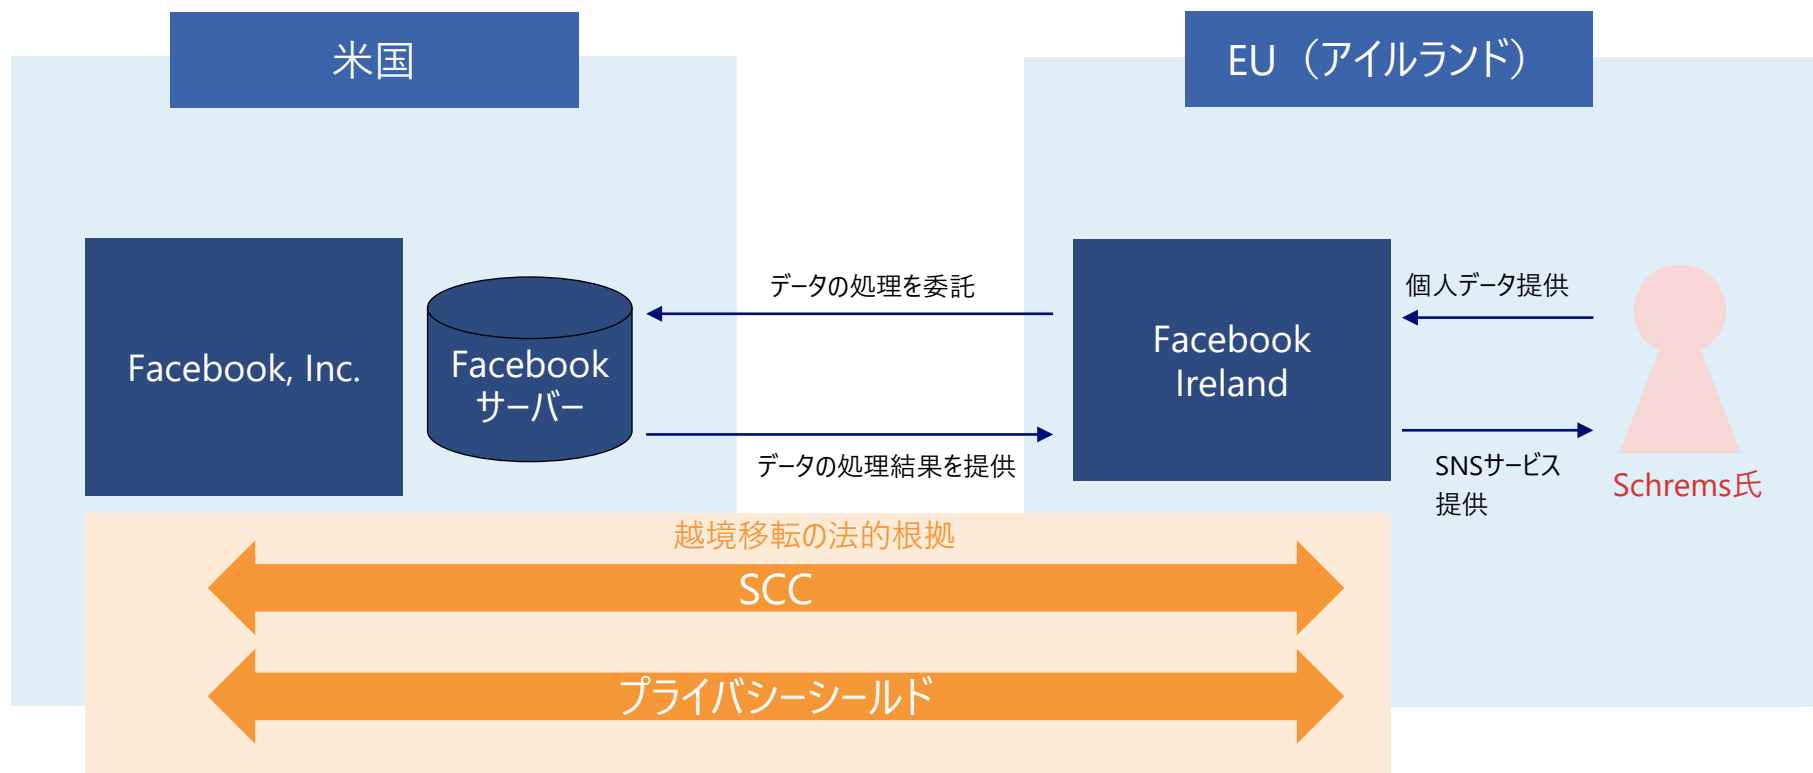 米国
EU（アイルランド）
Facebook, Inc.
Facebook
サーバー
データの処理を委託
データの処理結果を提供
Facebook
Ireland
個人データ提供
SNSサービス
提供
Schrems氏
越境移転の法的根拠
SCC
プライバシーシールド